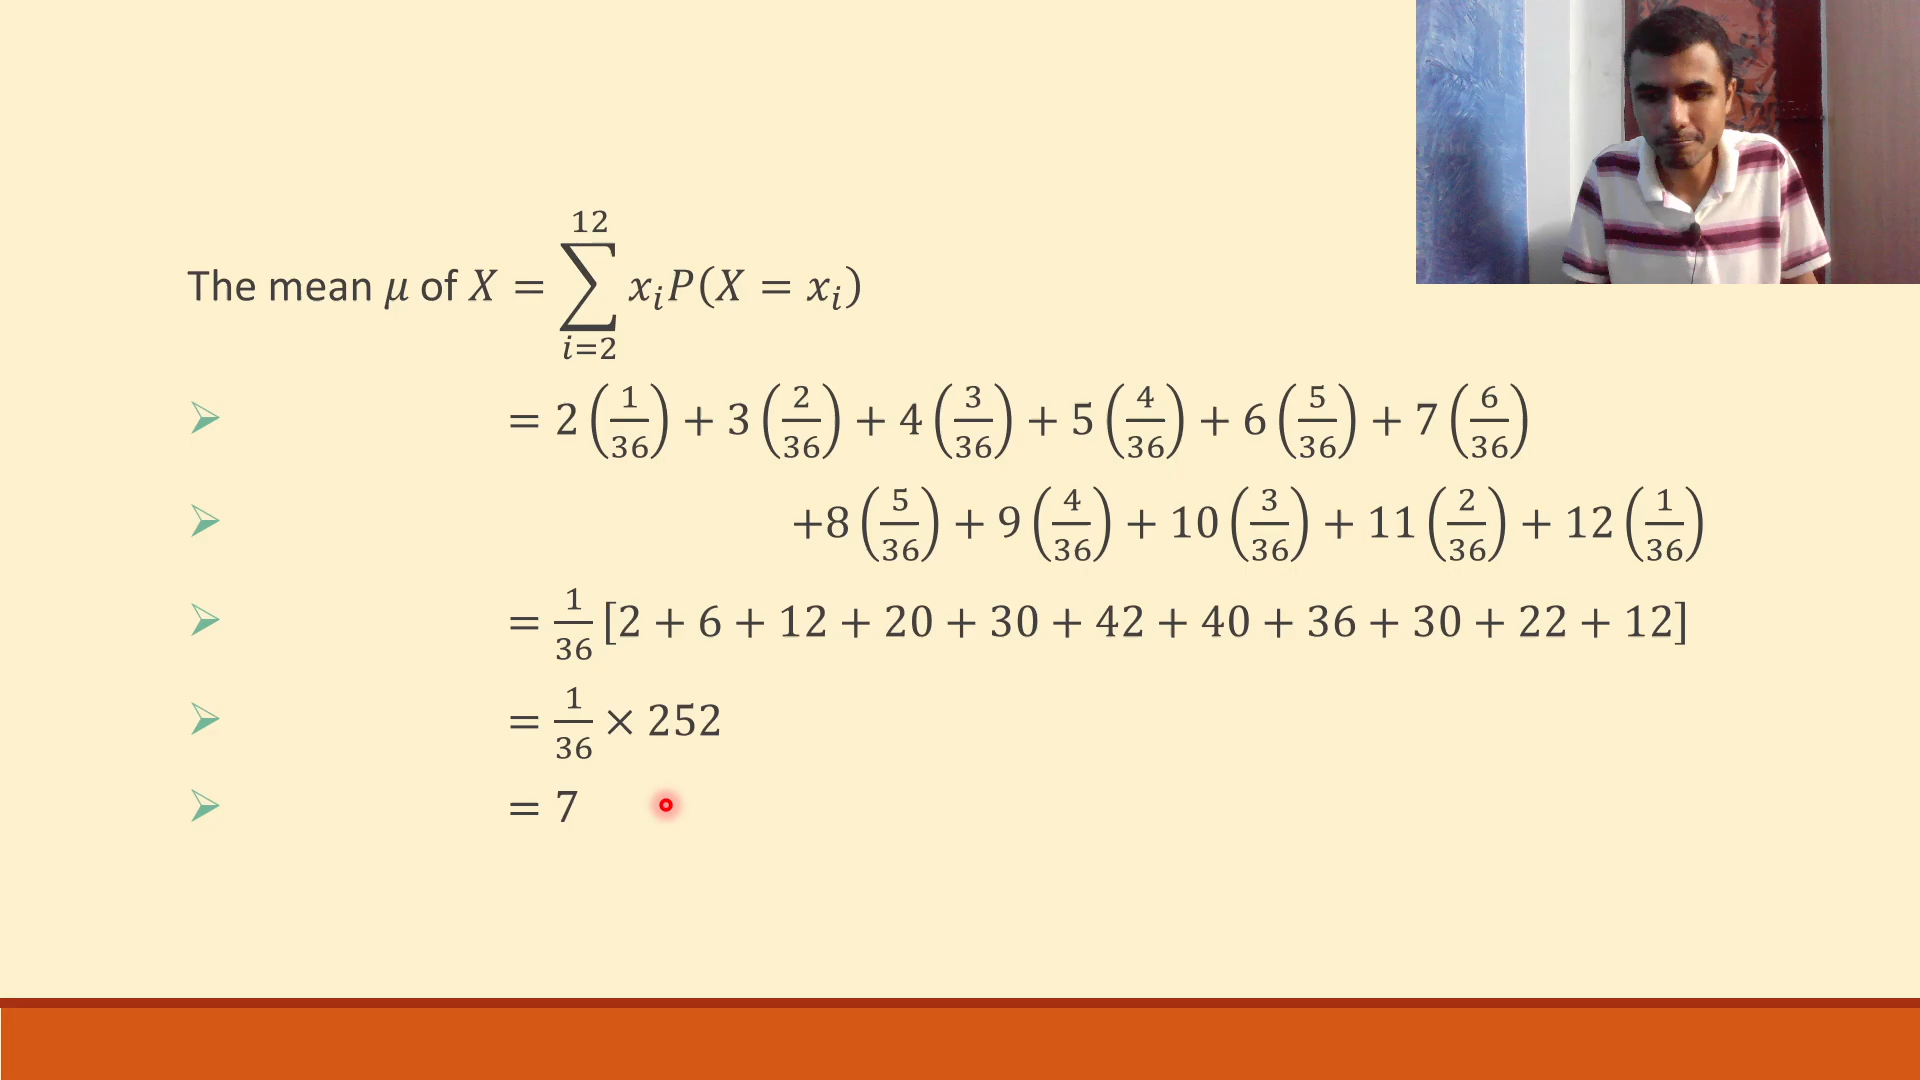 The mean μ of X = ∑_{i=2}^{12} x_i P(X = x_i)
= 2(1/36) + 3(2/36) + 4(3/36) + 5(4/36) + 6(5/36) + 7(6/36)
+8(5/36) + 9(4/36) + 10(3/36) + 11(2/36) + 12(1/36)
= 1/36 [2 + 6 + 12 + 20 + 30 + 42 + 40 + 36 + 30 + 22 + 12]
= 1/36 × 252
= 7